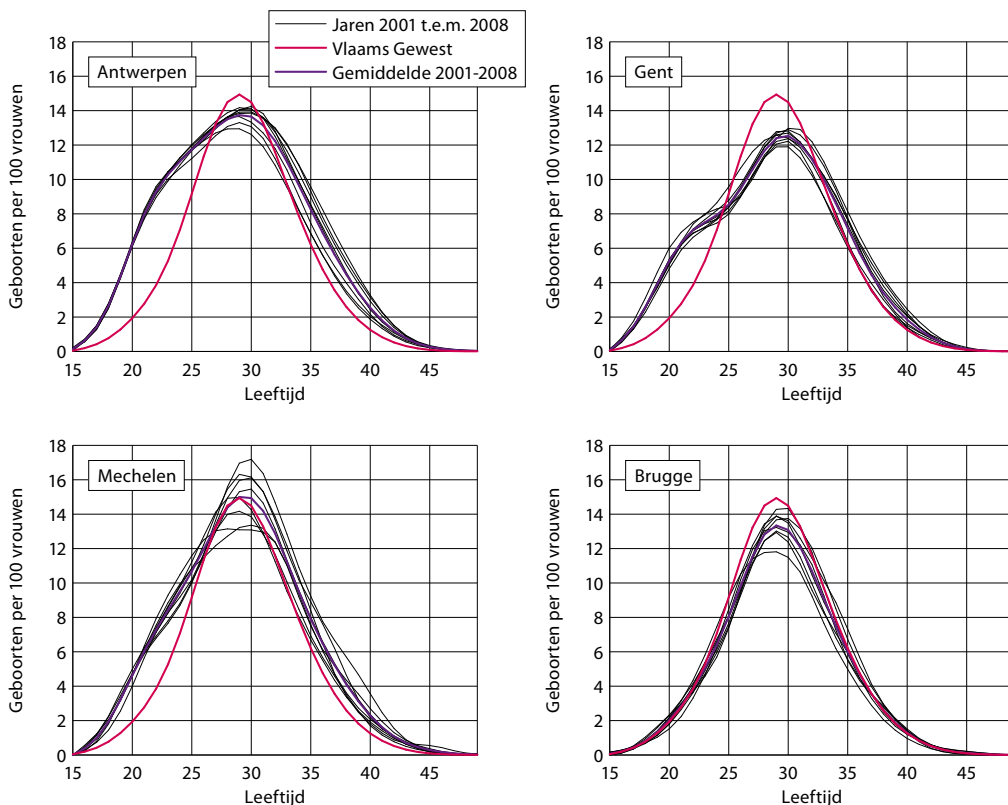 Jaren 2001 t.e.m. 2008
Vlaams Gewest
Gemiddelde 2001-2008
Antwerpen
Geboorten per 100 vrouwen
18
16
14
12
10
8
6
4
2
0
15 20 25 30 35 40 45
Leeftijd
Gent
Geboorten per 100 vrouwen
18
16
14
12
10
8
6
4
2
0
15 20 25 30 35 40 45
Leeftijd
Mechelen
Geboorten per 100 vrouwen
18
16
14
12
10
8
6
4
2
0
15 20 25 30 35 40 45
Leeftijd
Brugge
Geboorten per 100 vrouwen
18
16
14
12
10
8
6
4
2
0
15 20 25 30 35 40 45
Leeftijd